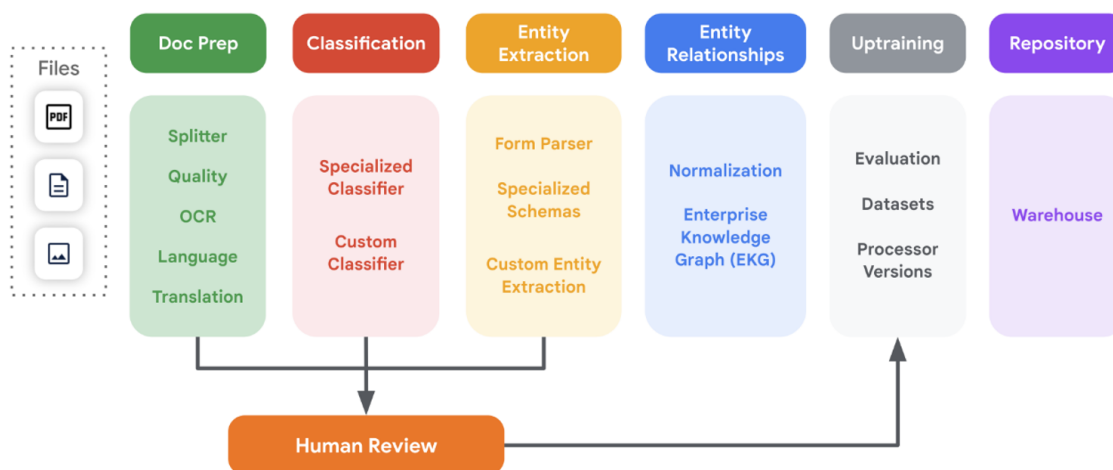 Files
PDF
Doc Prep
Splitter
Quality
OCR
Language
Translation
Classification
Specialized
Classifier
Custom
Classifier
Entity
Extraction
Form Parser
Specialized
Schemas
Custom Entity
Extraction
Entity
Relationships
Normalization
Enterprise
Knowledge
Graph (EKG)
Uptraining
Evaluation
Datasets
Processor
Versions
Repository
Warehouse
Human Review